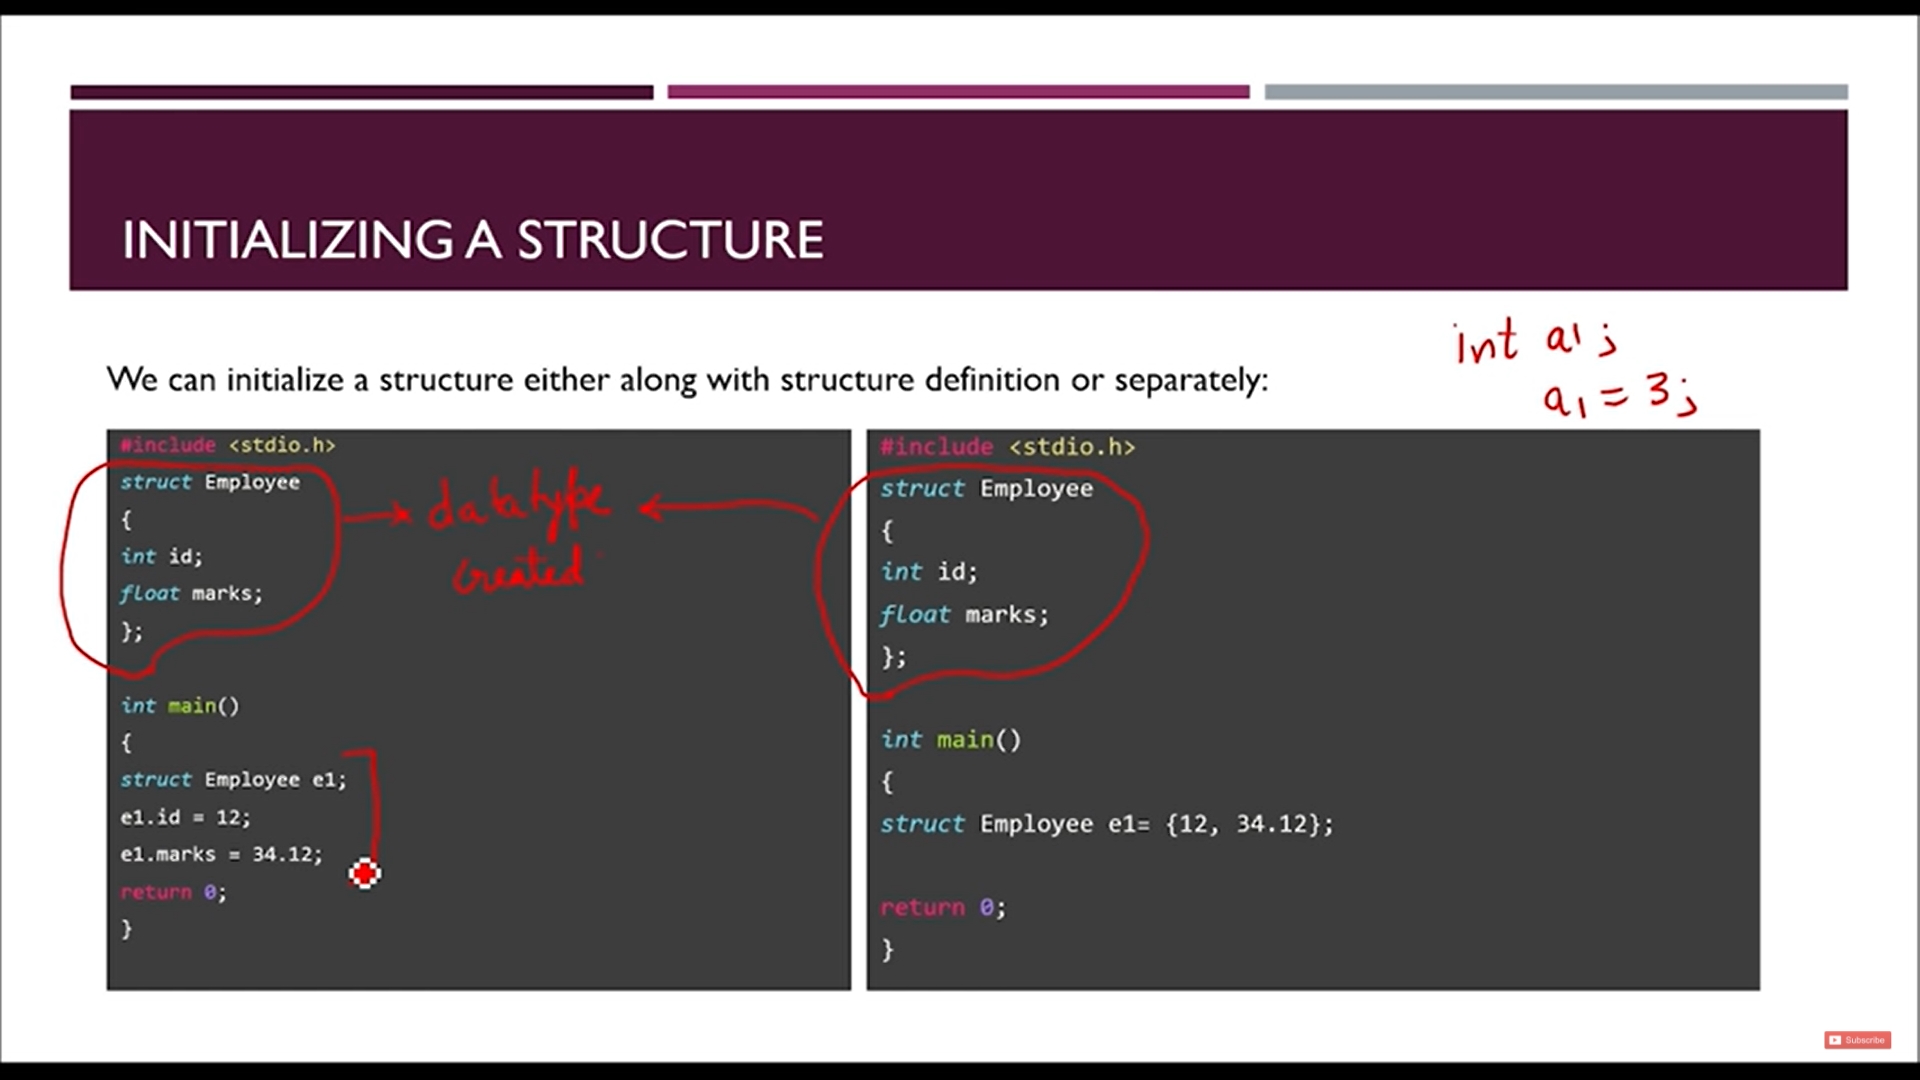 INITIALIZING A STRUCTURE
int a1;
a1 = 3;
We can initialize a structure either along with structure definition or separately:
#include <stdio.h>
struct Employee
{
int id;
float marks;
};
int main()
{
struct Employee e1;
e1.id = 12;
e1.marks = 34.12;
return 0;
}
datatype
created
#include <stdio.h>
struct Employee
{
int id;
float marks;
};
int main()
{
struct Employee e1= {12, 34.12};
return 0;
}
Subscribe